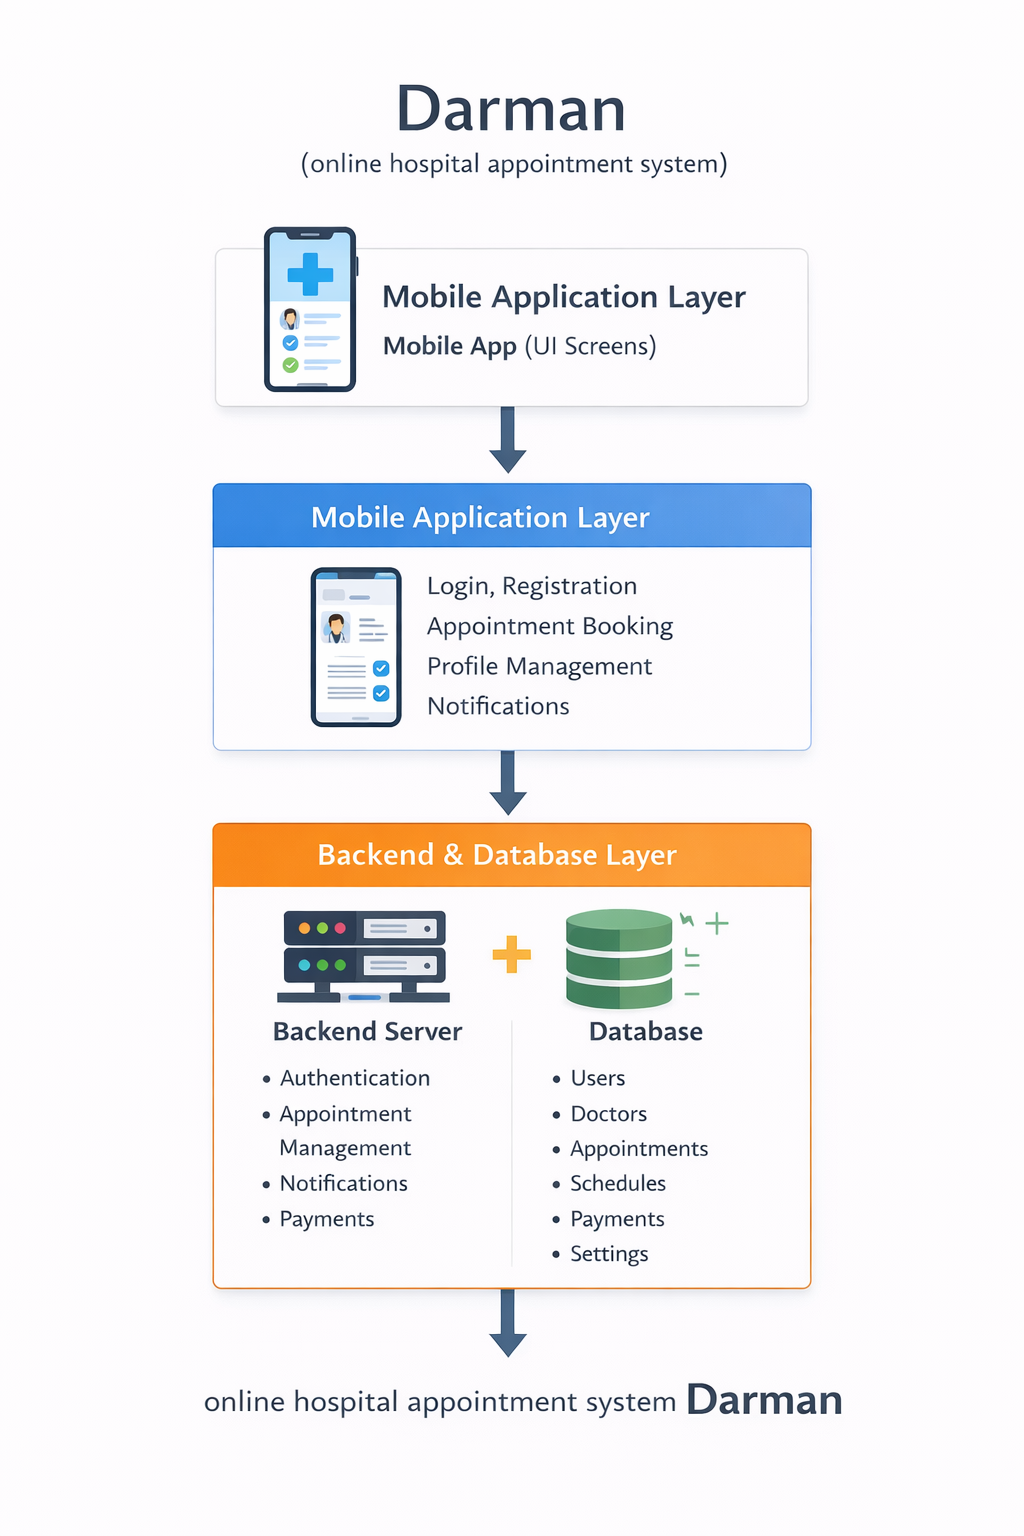 Darman
(online hospital appointment system)
Mobile Application Layer
Mobile App (UI Screens)
Mobile Application Layer
Login, Registration
Appointment Booking
Profile Management
Notifications
Backend & Database Layer
Backend Server
• Authentication
• Appointment
Management
• Notifications
• Payments
Database
• Users
• Doctors
• Appointments
• Schedules
• Payments
• Settings
online hospital appointment system Darman